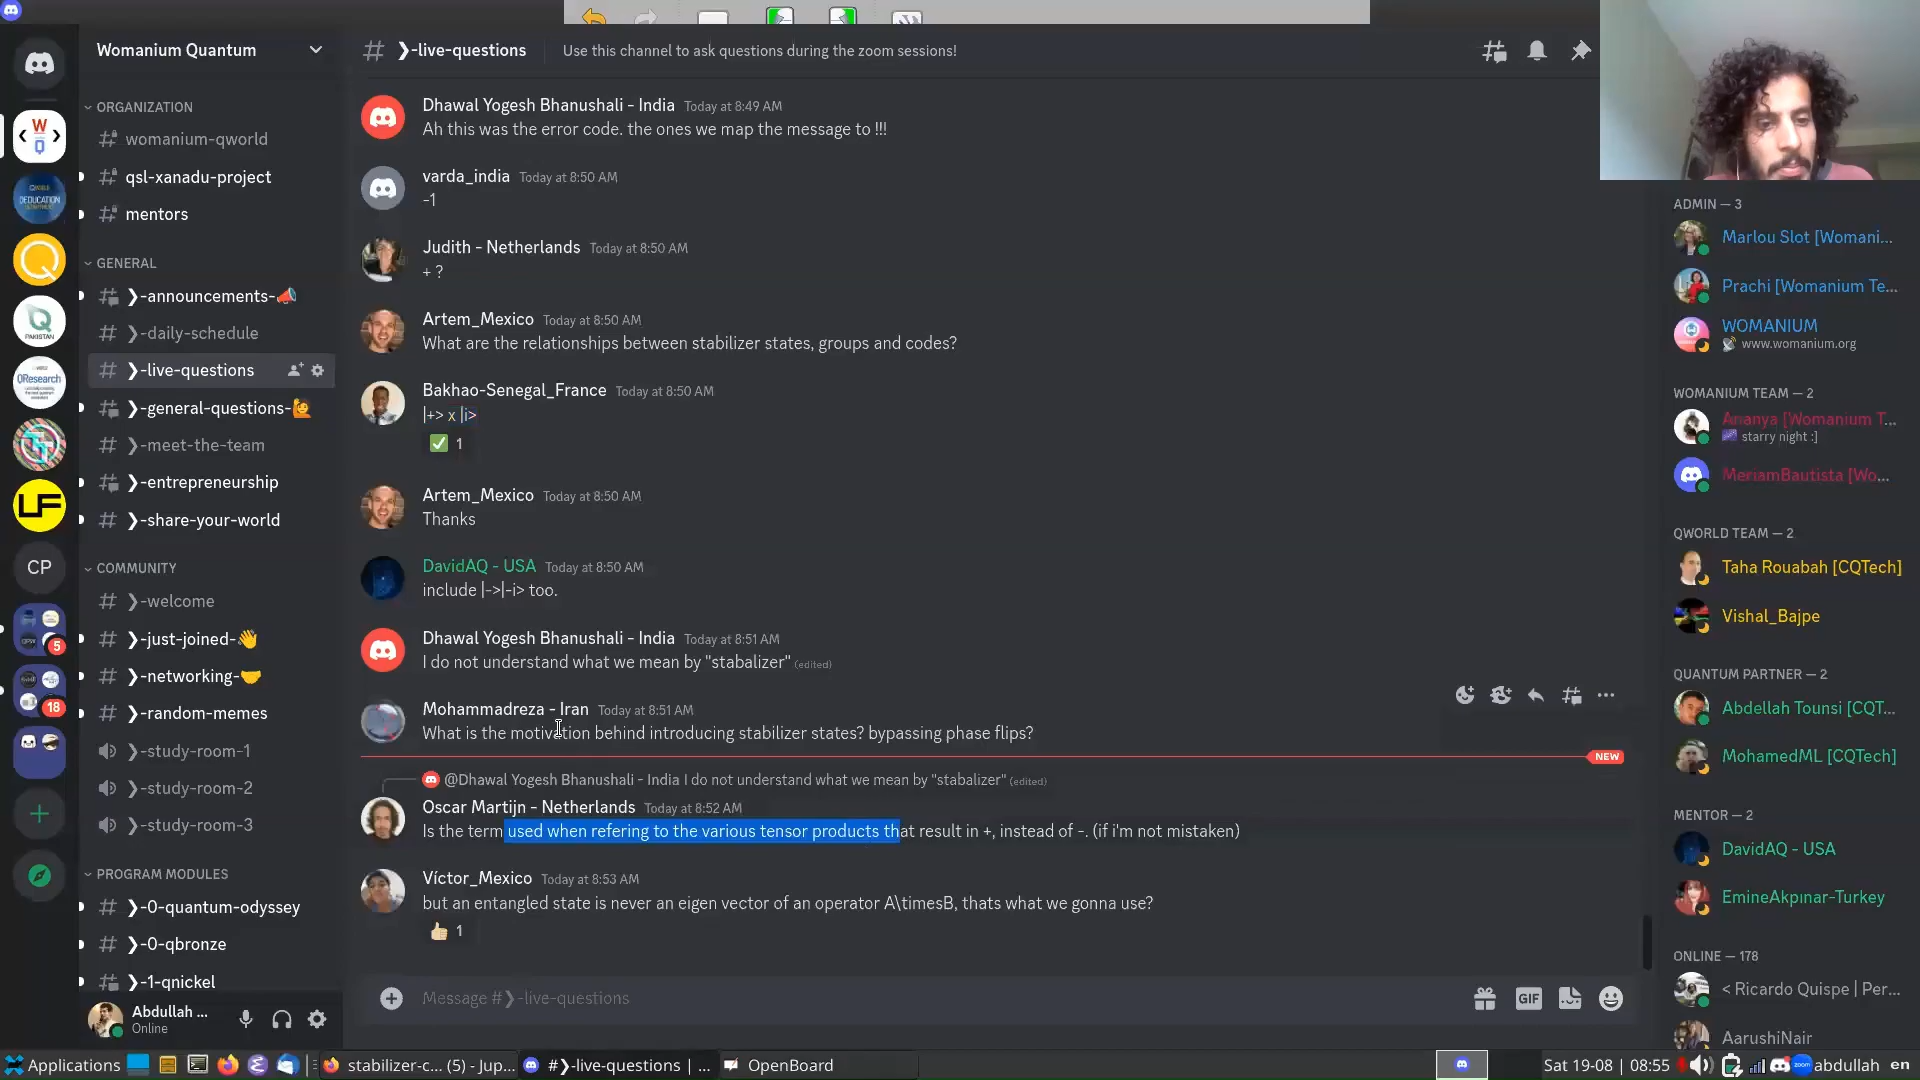 Womanium Quantum
ORGANIZATION
womanium-qworld
qsl-xanadu-project
mentors
GENERAL
❯-announcements-📣
❯-daily-schedule
❯-live-questions
❯-general-questions-🙋
❯-meet-the-team
❯-entrepreneurship
❯-share-your-world
COMMUNITY
❯-welcome
❯-just-joined-👋
❯-networking-🤝
❯-random-memes
❯-study-room-1
❯-study-room-2
❯-study-room-3
PROGRAM MODULES
❯-0-quantum-odyssey
❯-0-qbronze
❯-1-qnickel
Abdullah ...
Online
W
Q
PAKISTAN
QResearch
LF
CP
5
18
❯-live-questions
Use this channel to ask questions during the zoom sessions!
Dhawal Yogesh Bhanushali - India Today at 8:49 AM
Ah this was the error code. the ones we map the message to !!!
varda_india Today at 8:50 AM
-1
Judith - Netherlands Today at 8:50 AM
+ ?
Artem_Mexico Today at 8:50 AM
What are the relationships between stabilizer states, groups and codes?
Bakhao-Senegal_France Today at 8:50 AM
|+> x |i>
✅ 1
Artem_Mexico Today at 8:50 AM
Thanks
DavidAQ - USA Today at 8:50 AM
include |->|-i> too.
Dhawal Yogesh Bhanushali - India Today at 8:51 AM
I do not understand what we mean by "stabalizer" (edited)
Mohammadreza - Iran Today at 8:51 AM
What is the motivation behind introducing stabilizer states? bypassing phase flips?
NEW
@Dhawal Yogesh Bhanushali - India I do not understand what we mean by "stabalizer" (edited)
Oscar Martijn - Netherlands Today at 8:52 AM
Is the term used when refering to the various tensor products that result in +, instead of -. (if i'm not mistaken)
Víctor_Mexico Today at 8:53 AM
but an entangled state is never an eigen vector of an operator A\timesB, thats what we gonna use?
👍 1
Message #❯-live-questions
GIF
ADMIN — 3
Marlou Slot [Womani...
Prachi [Womanium Te...
WOMANIUM
www.womanium.org
WOMANIUM TEAM — 2
Ananya [Womanium T...
starry night :]
MeriamBautista [Wo...
QWORLD TEAM — 2
Taha Rouabah [CQTech]
Vishal_Bajpe
QUANTUM PARTNER — 2
Abdellah Tounsi [CQT...
MohamedML [CQTech]
MENTOR — 2
DavidAQ - USA
EmineAkpınar-Turkey
ONLINE — 178
< Ricardo Quispe | Per...
AarushiNair
Applications
stabilizer-c... (5) - Jup...
#❯-live-questions | ...
OpenBoard
Sat 19-08 | 08:55
zoom
abdullah
en